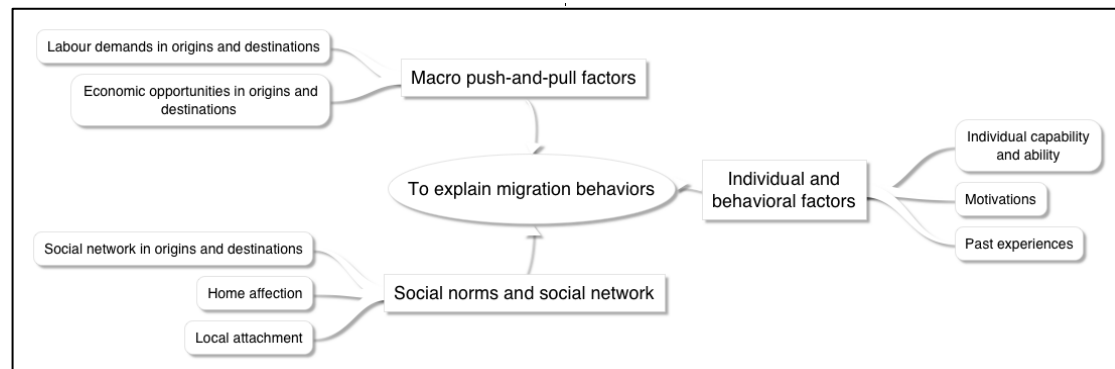 Labour demands in origins and destinations
Macro push-and-pull factors
Economic opportunities in origins and
destinations
Individual capability
and ability
To explain migration behaviors
Individual and
behavioral factors
Motivations
Past experiences
Social network in origins and destinations
Home affection
Social norms and social network
Local attachment